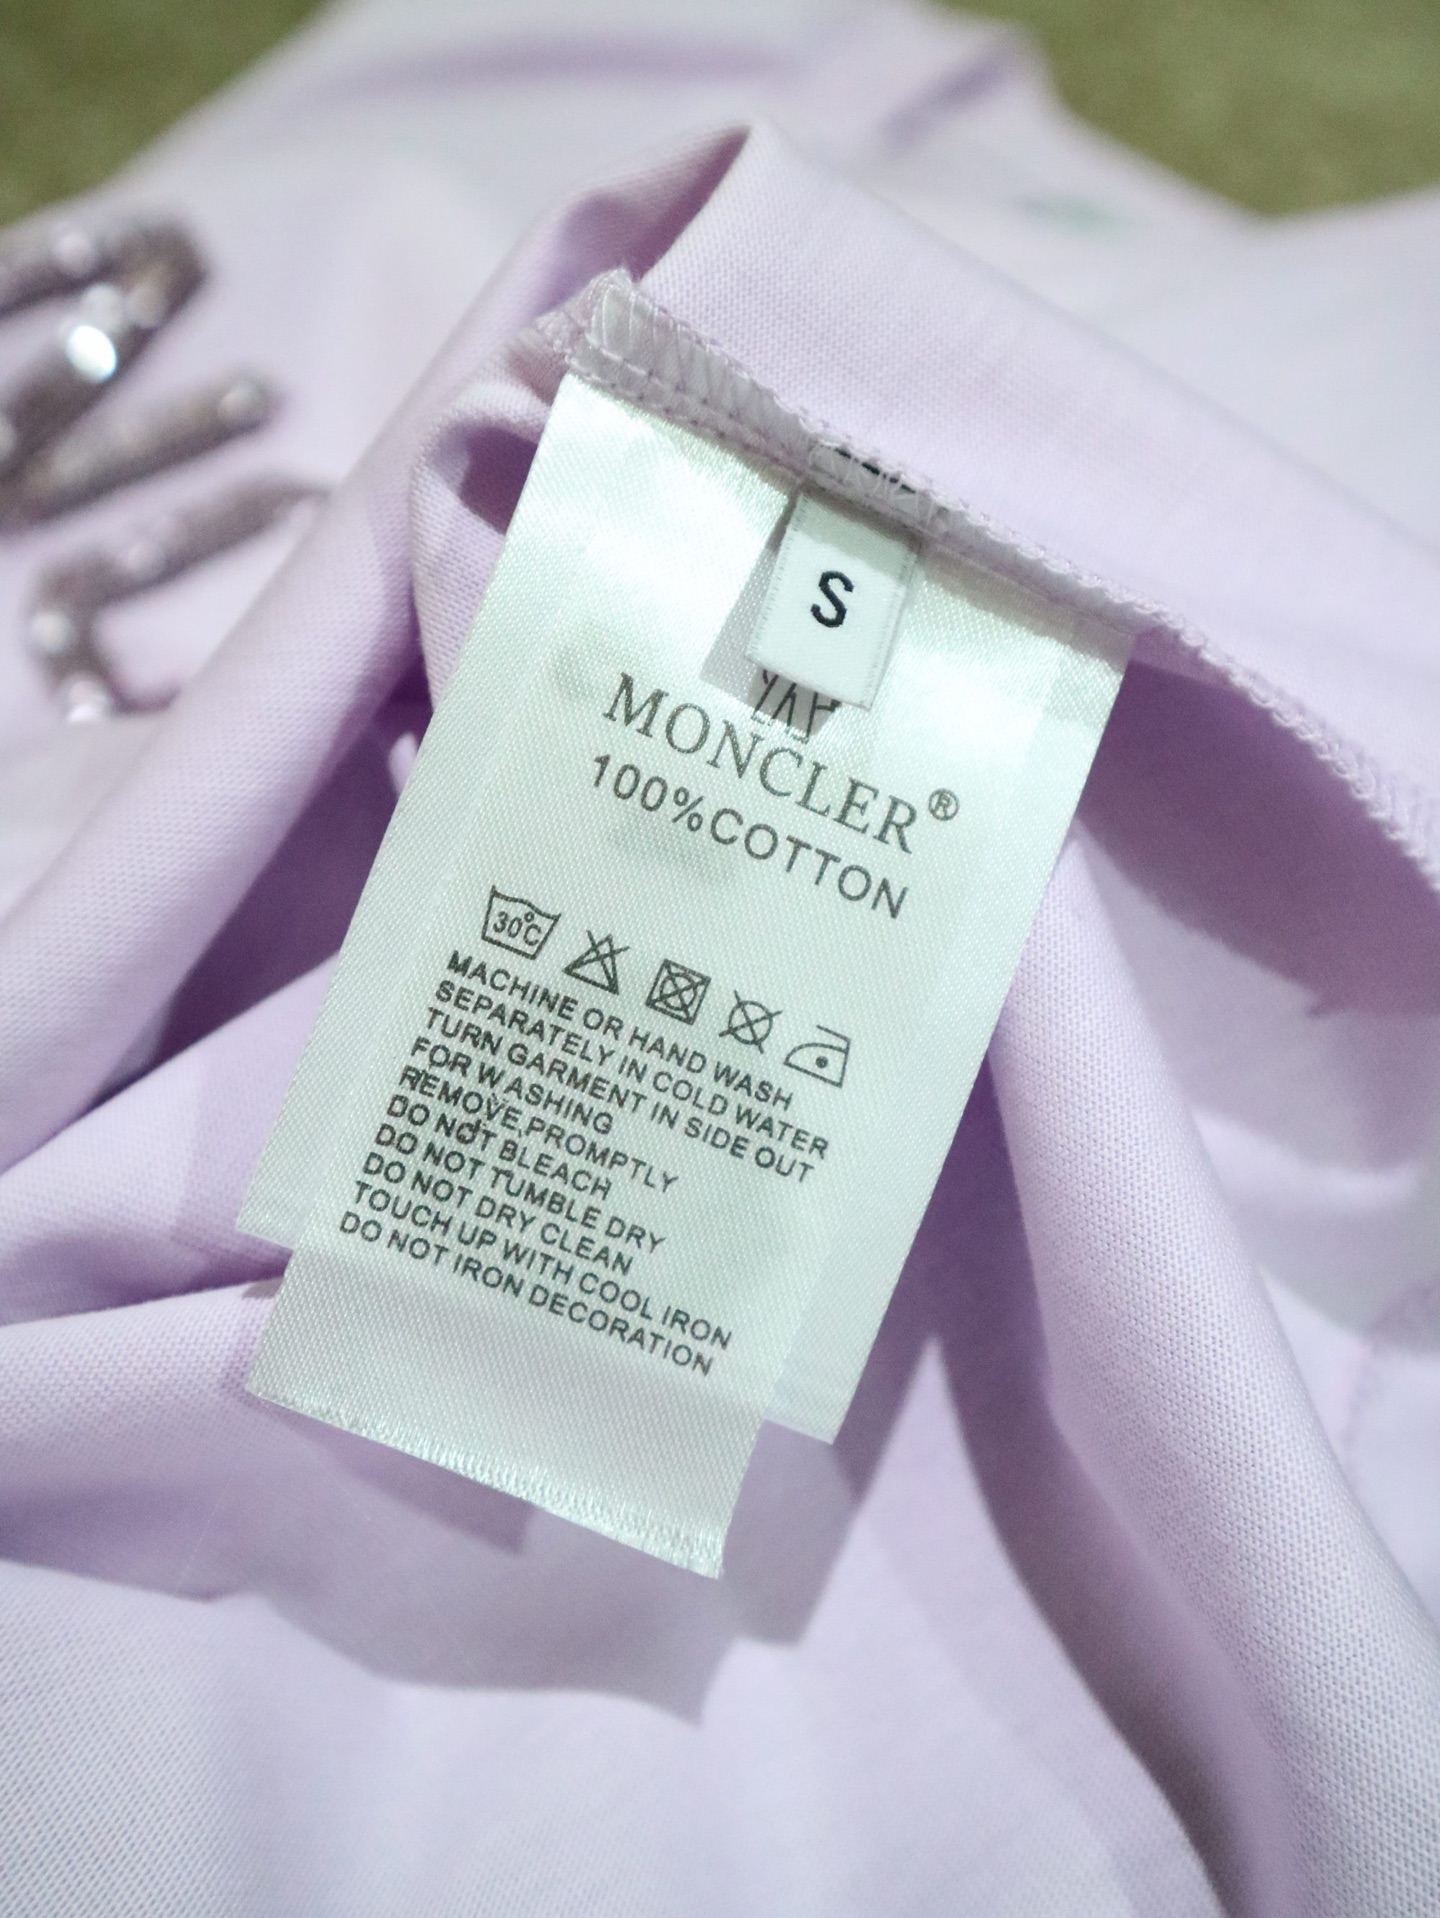 S
MONCLER®
100%COTTON
30°C
MACHINE OR HAND WASH
SEPARATELY IN COLD WATER
TURN GARMENT IN SIDE OUT
FOR WASHING
REMOVE,PROMPTLY
DO NOT BLEACH
DO NOT TUMBLE DRY
DO NOT DRY CLEAN
TOUCH UP WITH COOL IRON
DO NOT IRON DECORATION